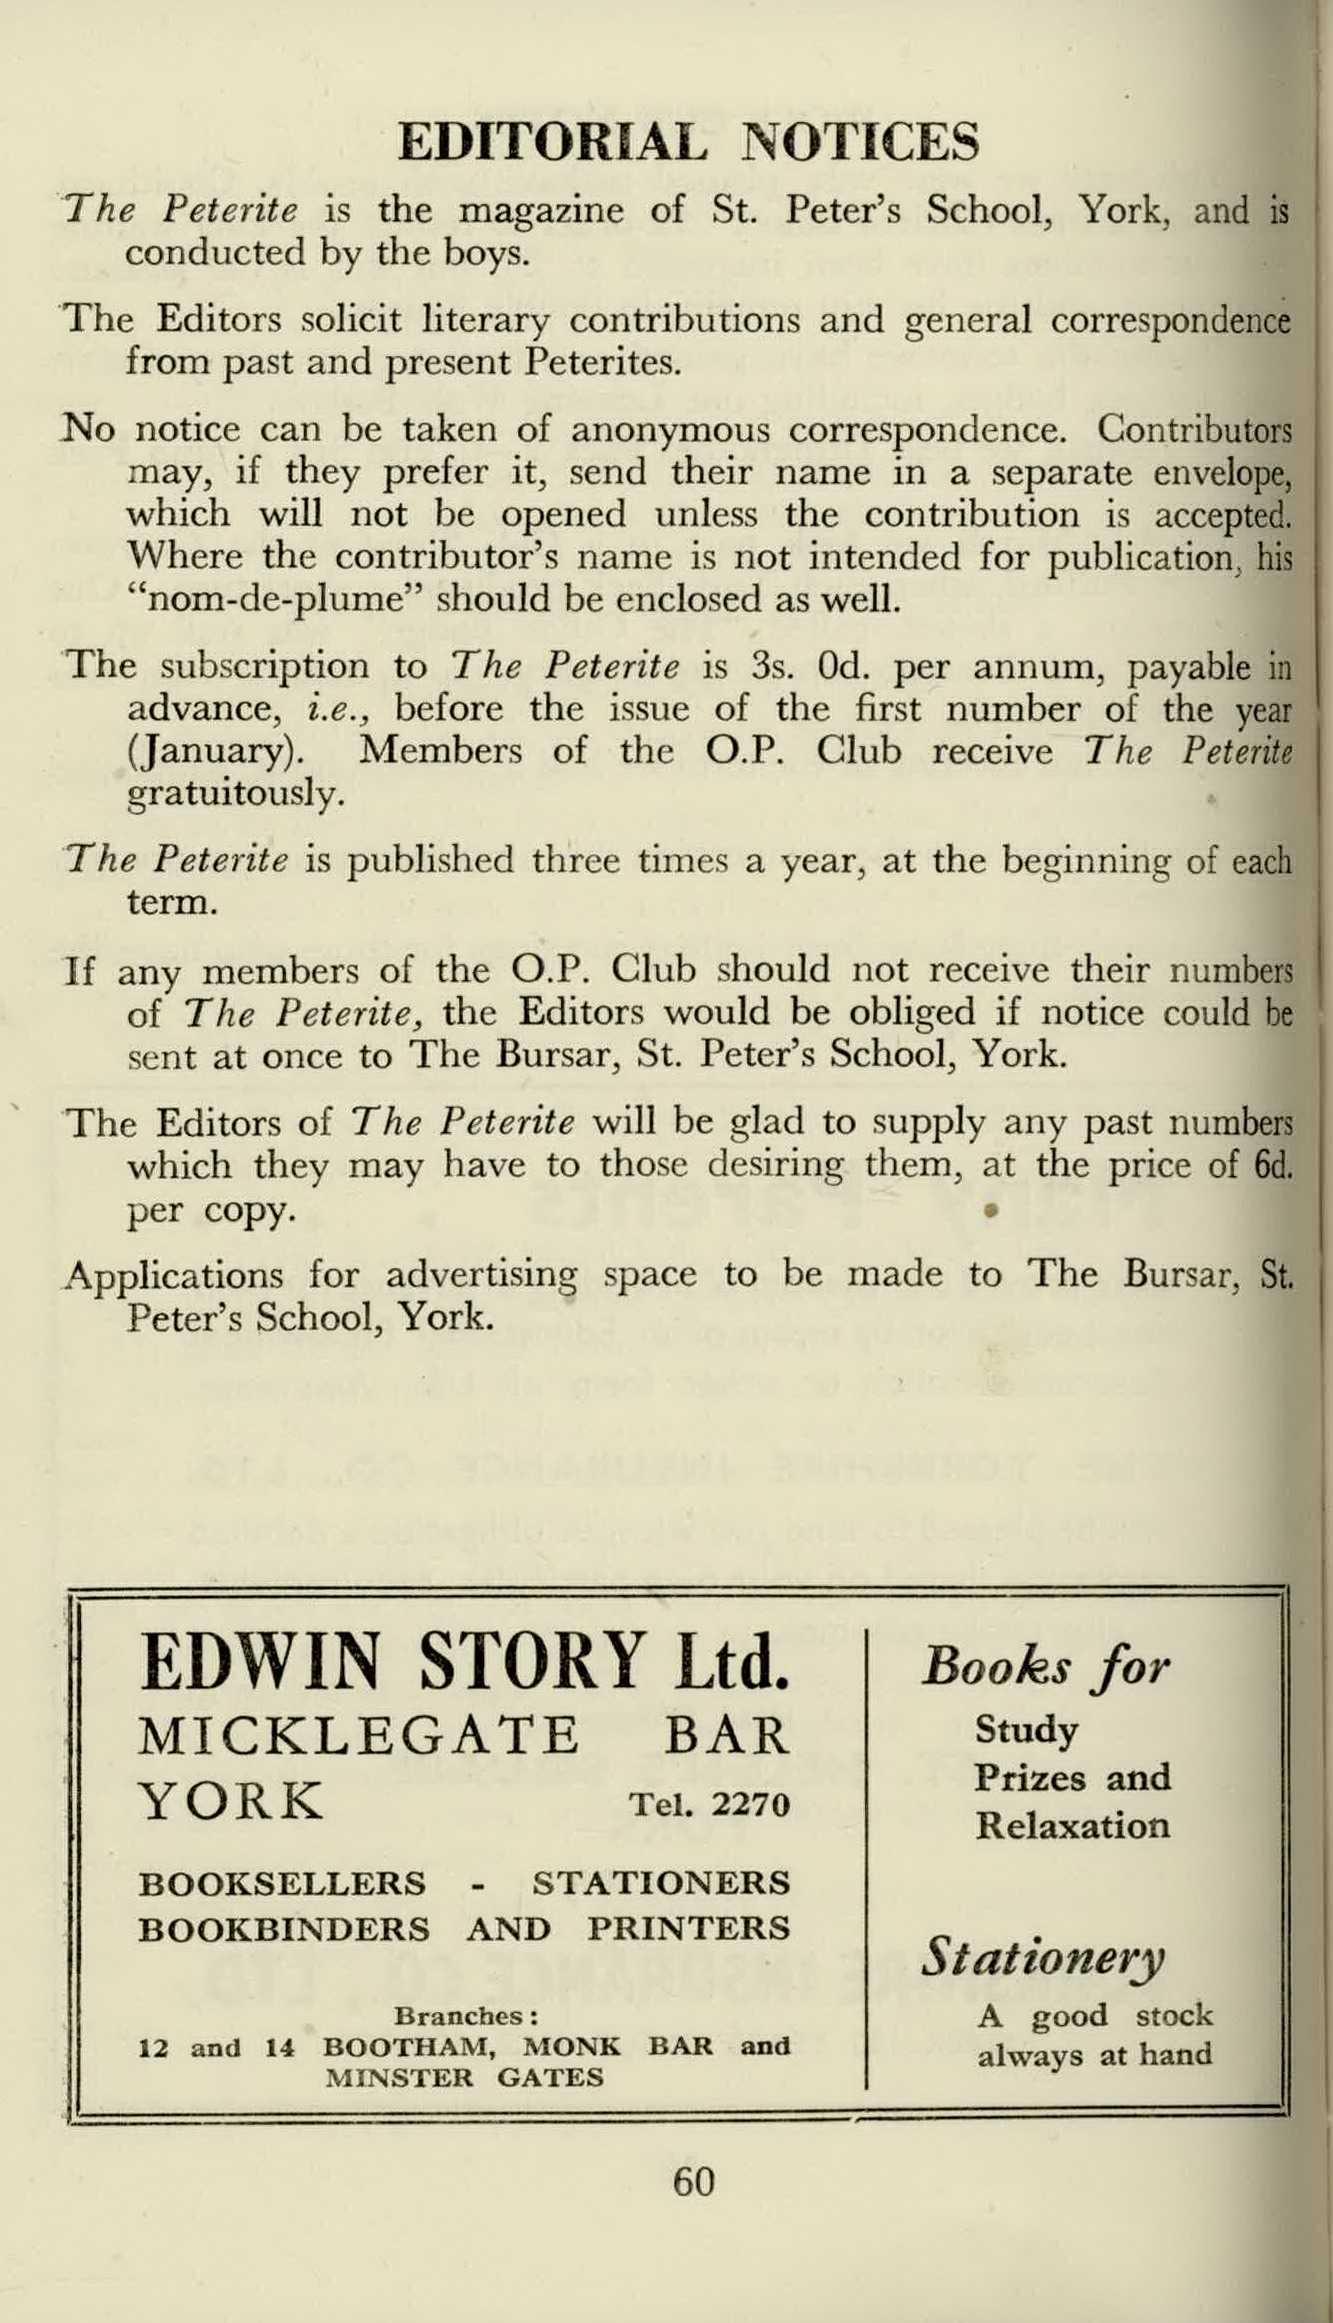 EDITORIAL NOTICES
The Peterite is the magazine of St. Peter's School, York, and is
conducted by the boys.
The Editors solicit literary contributions and general correspondence
from past and present Peterites.
No notice can be taken of anonymous correspondence. Contributors
may, if they prefer it, send their name in a separate envelope,
which will not be opened unless the contribution is accepted.
Where the contributor's name is not intended for publication, his
"nom-de-plume" should be enclosed as well.
The subscription to The Peterite is 3s. 0d. per annum, payable in
advance, i.e., before the issue of the first number of the year
(January). Members of the O.P. Club receive The Peterite
gratuitously.
The Peterite is published three times a year, at the beginning of each
term.
If any members of the O.P. Club should not receive their numbers
of The Peterite, the Editors would be obliged if notice could be
sent at once to The Bursar, St. Peter's School, York.
The Editors of The Peterite will be glad to supply any past numbers
which they may have to those desiring them, at the price of 6d.
per copy.
Applications for advertising space to be made to The Bursar, St.
Peter's School, York.
EDWIN STORY Ltd.
MICKLEGATE BAR
YORK Tel. 2270
BOOKSELLERS - STATIONERS
BOOKBINDERS AND PRINTERS
Branches:
12 and 14 BOOTHAM, MONK BAR and
MINSTER GATES
Books for
Study
Prizes and
Relaxation
Stationery
A good stock
always at hand
60